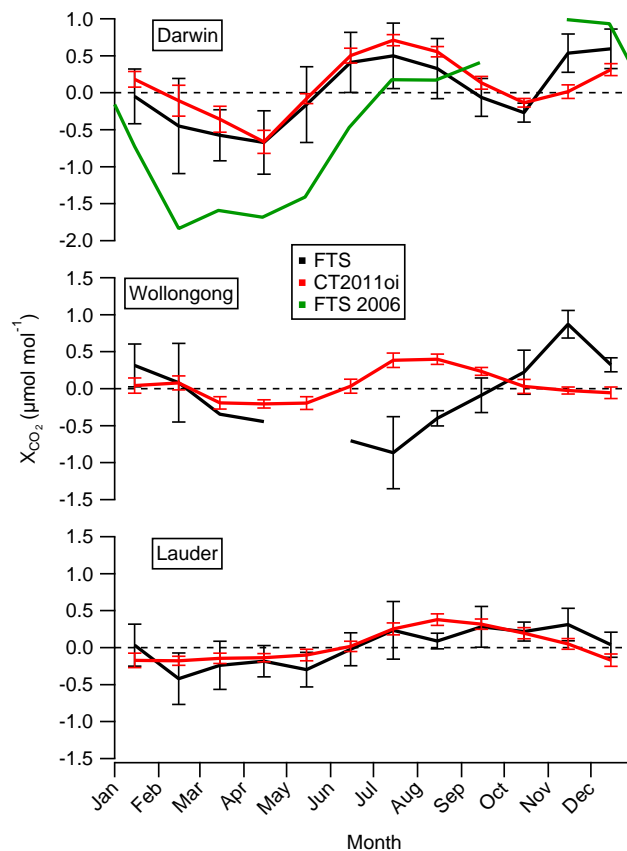 1.0
0.5
0.0
-0.5
-1.0
-1.5
-2.0
Darwin
FTS
CT2011oi
FTS 2006
1.5
1.0
0.5
0.0
-0.5
-1.0
-1.5
Wollongong
X_CO₂ (μmol mol⁻¹)
1.5
1.0
0.5
0.0
-0.5
-1.0
-1.5
Lauder
Jan Feb Mar Apr May Jun Jul Aug Sep Oct Nov Dec
Month